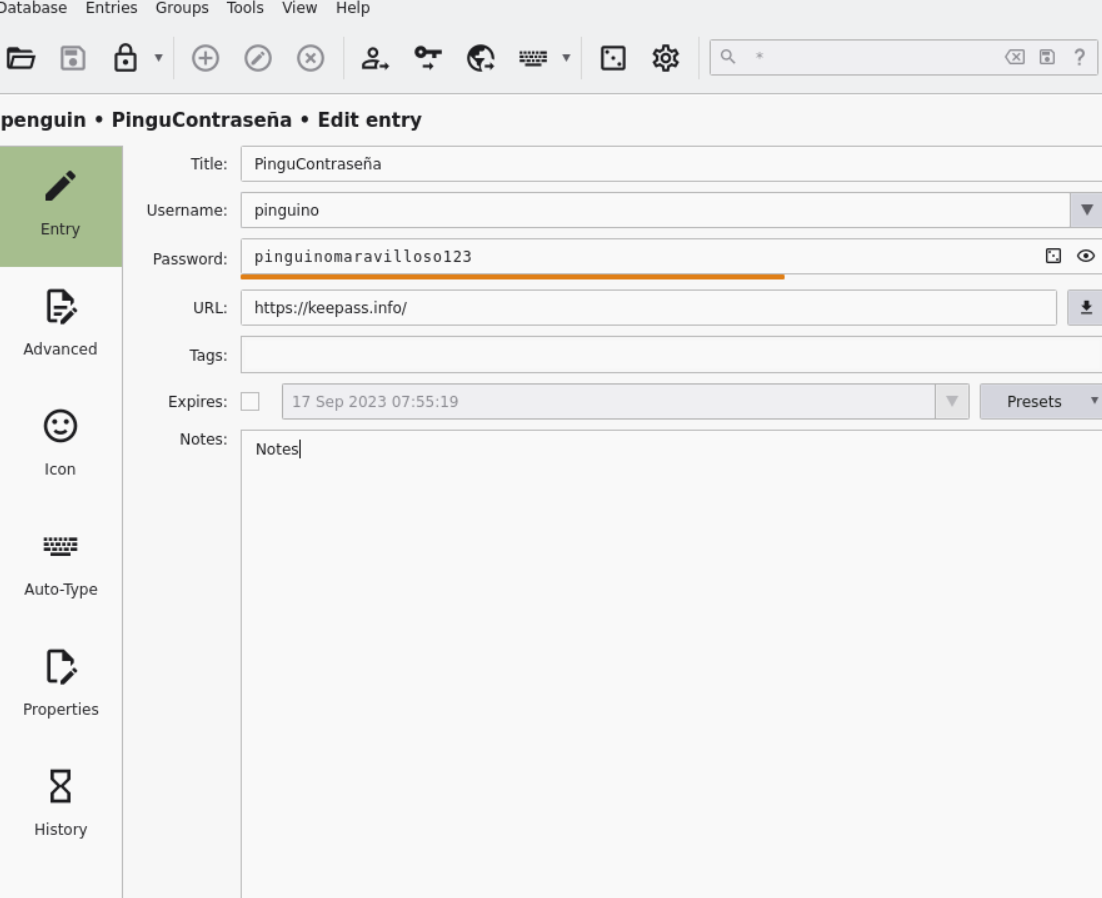 Database Entries Groups Tools View Help
*
?
penguin • PinguContraseña • Edit entry
Entry
Advanced
Icon
Auto-Type
Properties
History
Title: PinguContraseña
Username: pinguino
Password: pinguinomaravilloso123
URL: https://keepass.info/
Tags:
Expires: 17 Sep 2023 07:55:19 Presets
Notes: Notes